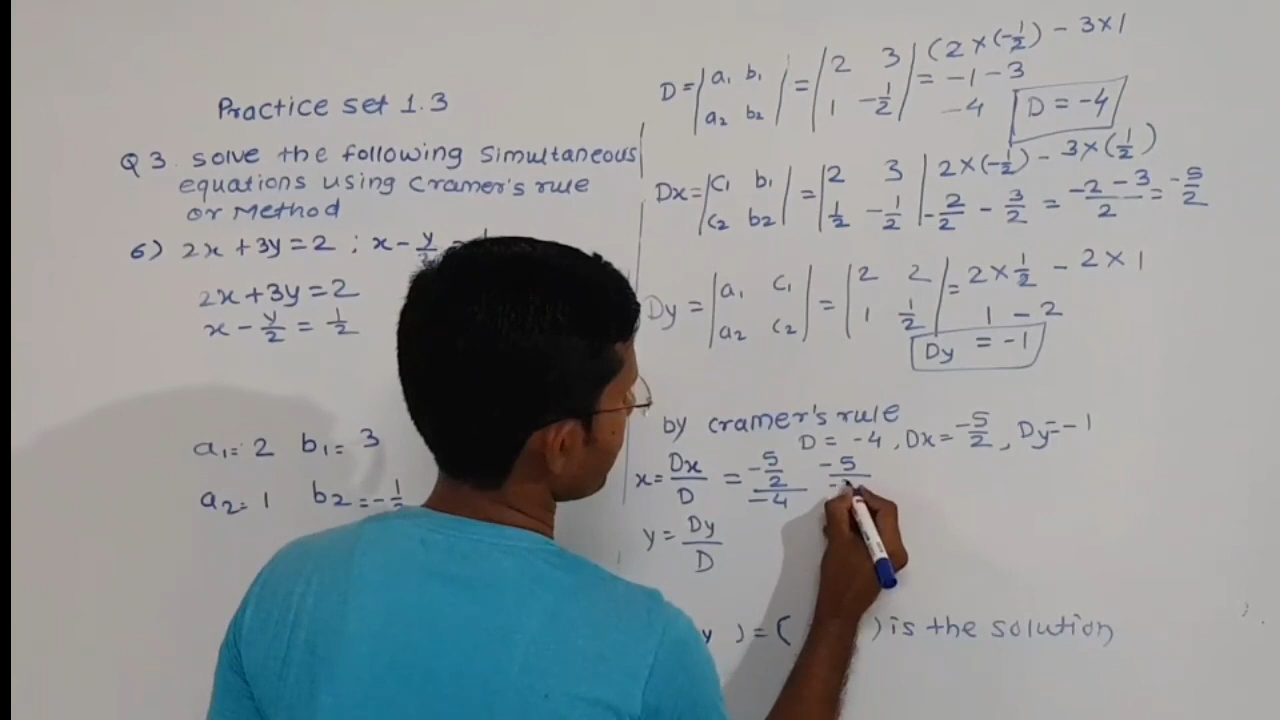 Practice set 1.3
Q 3. solve the following simultaneous
equations using cramer's rule
or Method
6) 2x + 3y = 2 ; x - y/
2x + 3y = 2
x - y/2 = 1/2
a1 = 2 b1 = 3
a2 = 1 b2 = -1/
D = |a1 b1; a2 b2| = |2 3; 1 -1/2| (2 × (-1/2) - 3×1
= -1 - 3
-4 D = -4
Dx = |c1 b1; c2 b2| = |2 3; 1/2 -1/2| 2 × (-1/2) - 3×(1/2)
-2/2 - 3/2 = (-2 - 3)/2 = -5/2
Dy = |a1 c1; a2 c2| = |2 2; 1 1/2| = 2 × 1/2 - 2 × 1
1 - 2
Dy = -1
by cramer's rule
D = -4, Dx = -5/2, Dy = -1
x = Dx/D = (-5/2)/-4 -5/-
y = Dy/D
y ) = ( ) is the solution